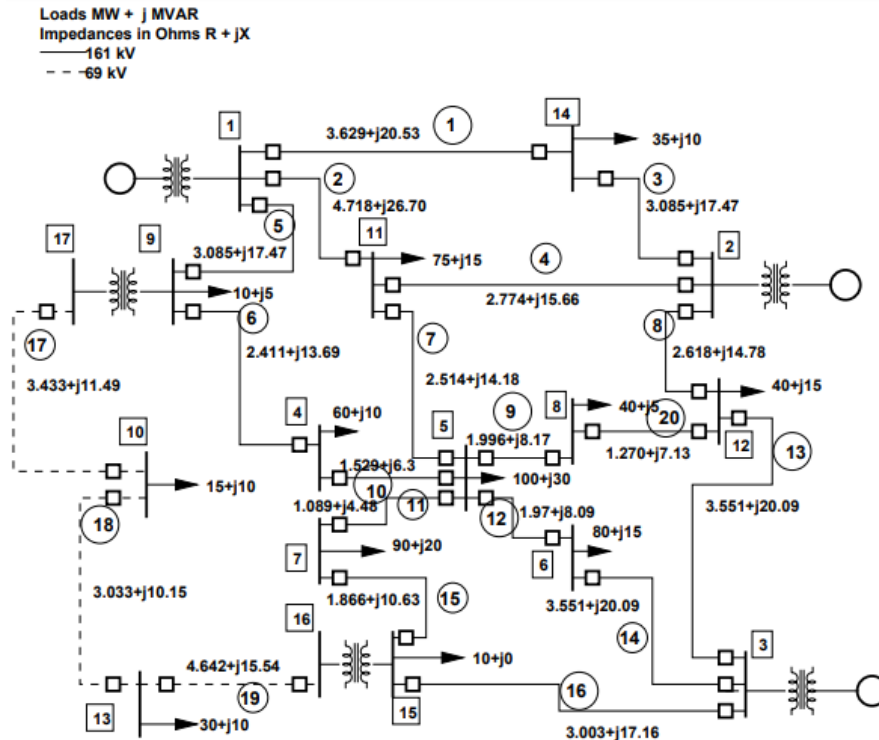 Loads MW + j MVAR
Impedances in Ohms R + jX
161 kV
69 kV
1
14
3.629+j20.53
1
35+j10
2
3
4.718+j26.70
3.085+j17.47
5
17
9
3.085+j17.47
11
75+j15
4
2
10+j5
2.774+j15.66
6
7
8
17
2.411+j13.69
2.618+j14.78
3.433+j11.49
2.514+j14.18
9
8
40+j15
4
60+j10
5
40+j5
20
12
10
1.996+j8.17
1.270+j7.13
13
1.529+j6.3
100+j30
15+j10
10
11
12
1.97+j8.09
3.551+j20.09
18
1.089+j4.48
7
90+j20
80+j15
6
3.033+j10.15
1.866+j10.63
15
3.551+j20.09
16
14
3
4.642+j15.54
10+j0
19
16
13
30+j10
15
3.003+j17.16